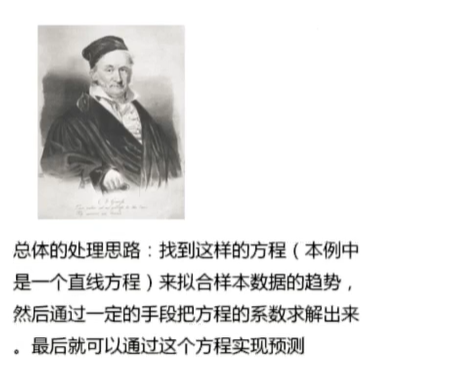 总体的处理思路：找到这样的方程（本例中
是一个直线方程）来拟合样本数据的趋势，
然后通过一定的手段把方程的系数求解出来
。最后就可以通过这个方程实现预测